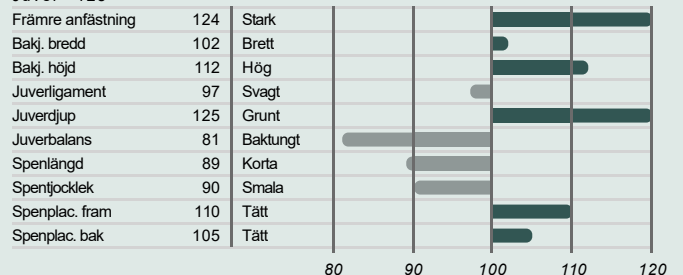 Främre anfästning 124 Stark
Bakj. bredd 102 Brett
Bakj. höjd 112 Hög
Juverligament 97 Svagt
Juverdjup 125 Grunt
Juverbalans 81 Baktungt
Spenlängd 89 Korta
Spentjocklek 90 Smala
Spenplac. fram 110 Tätt
Spenplac. bak 105 Tätt
80 90 100 110 120